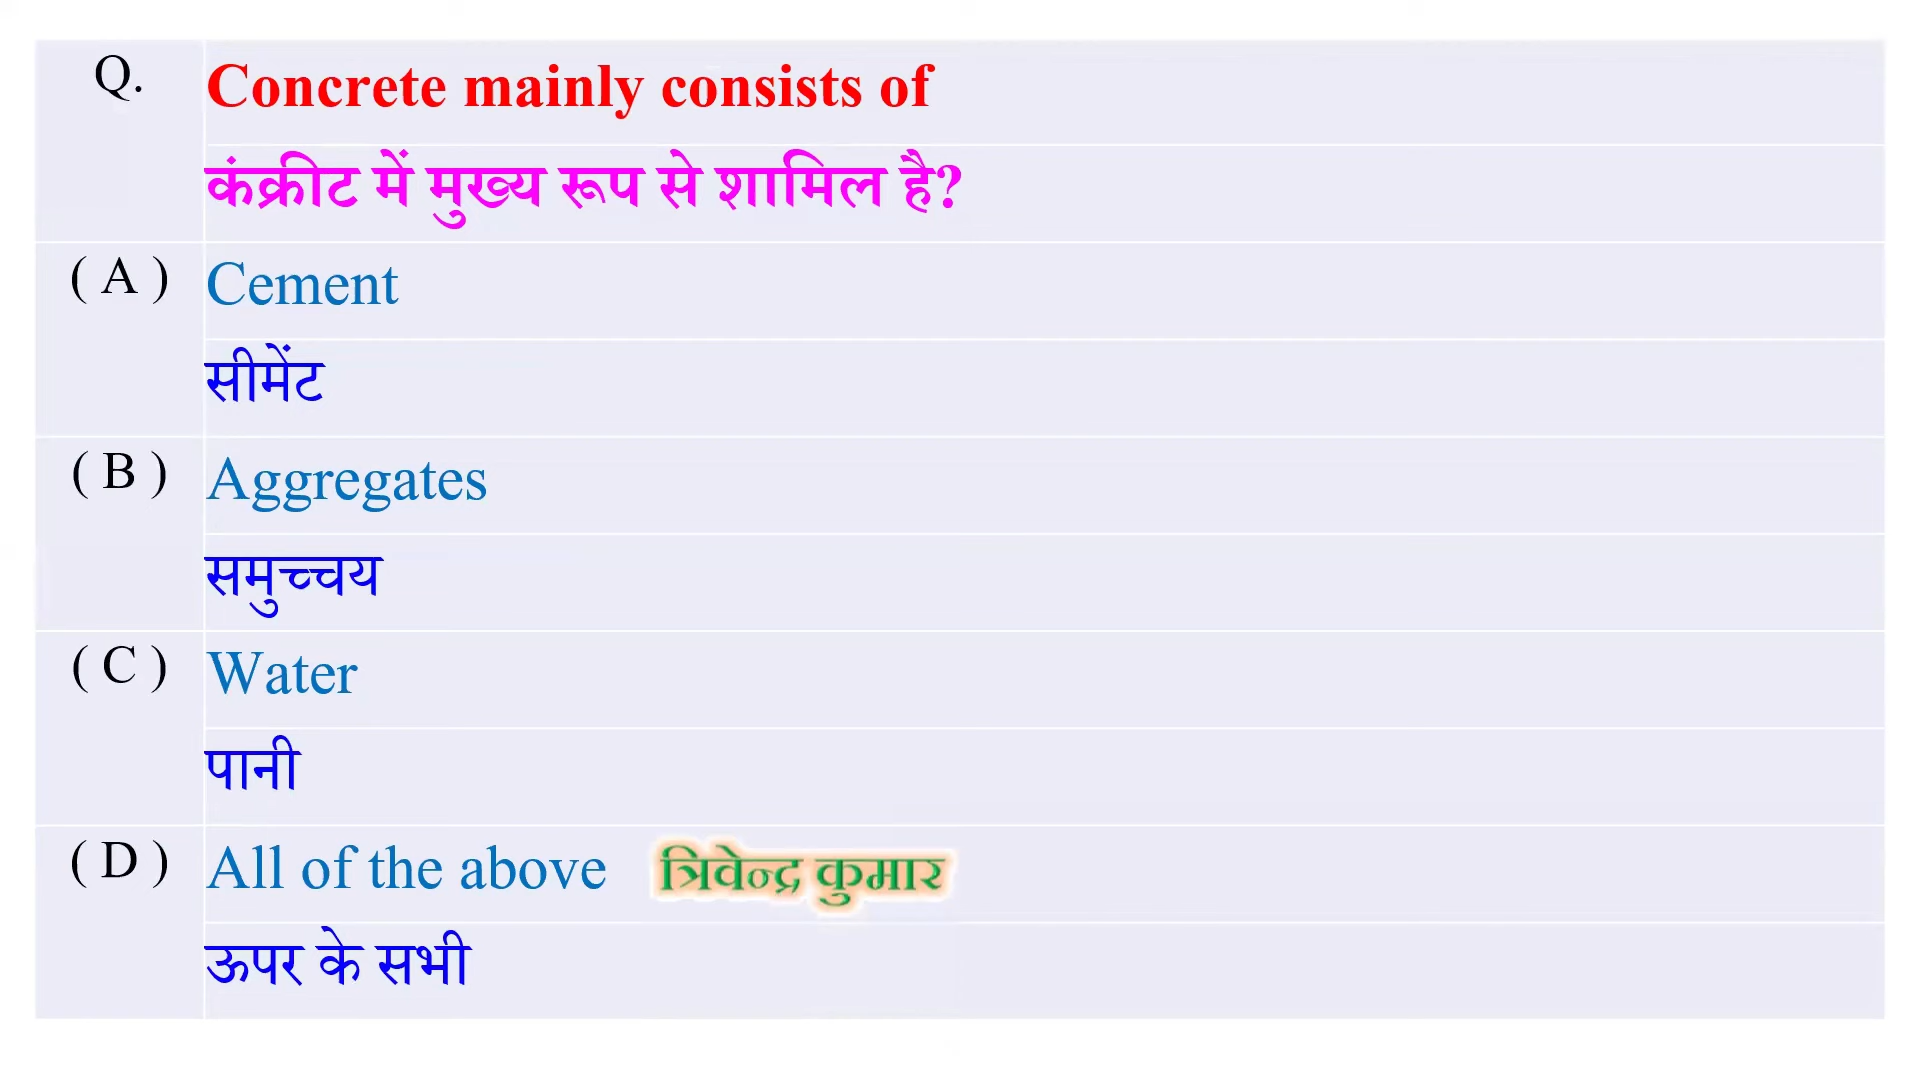 Q. Concrete mainly consists of
कंक्रीट में मुख्य रूप से शामिल है?
( A ) Cement
सीमेंट
( B ) Aggregates
समुच्चय
( C ) Water
पानी
( D ) All of the above त्रिवेन्द्र कुमार
ऊपर के सभी